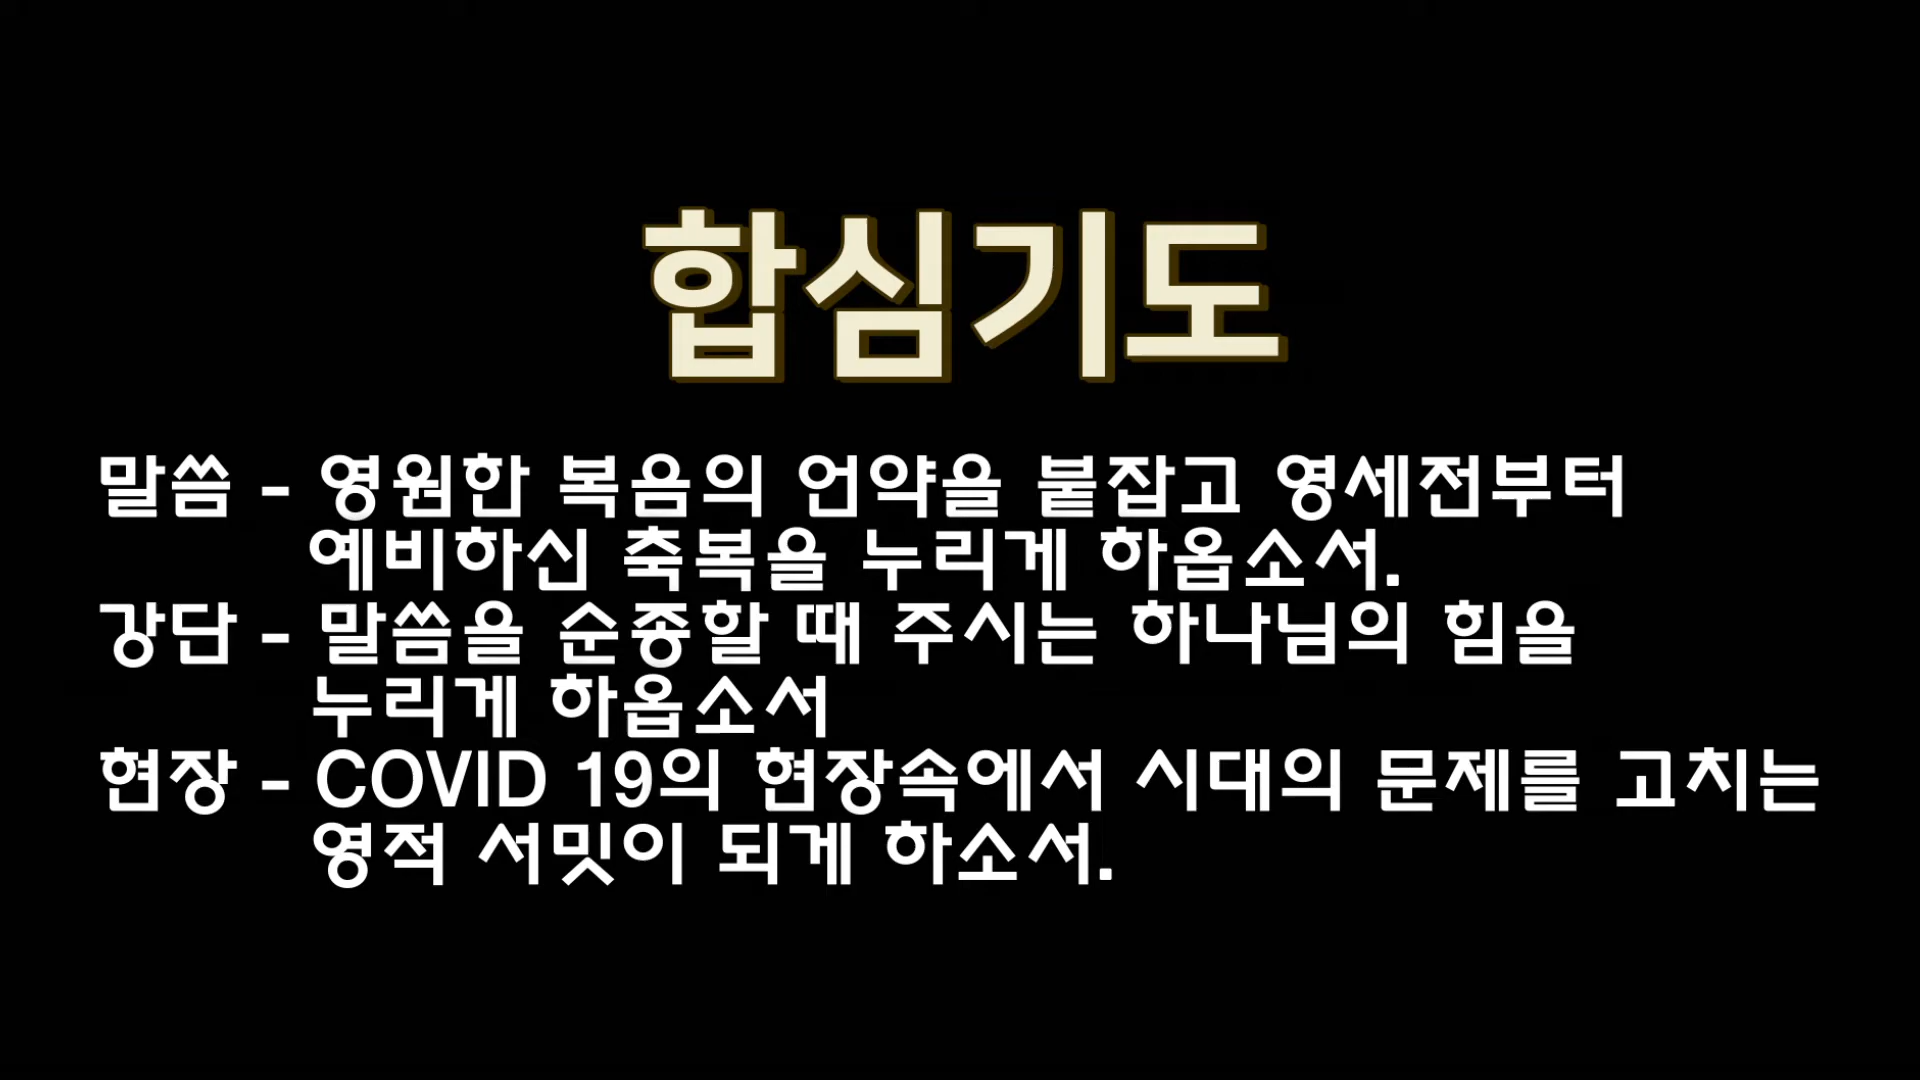 합심기도
말씀 - 영원한 복음의 언약을 붙잡고 영세전부터
예비하신 축복을 누리게 하옵소서.
강단 - 말씀을 순종할 때 주시는 하나님의 힘을
누리게 하옵소서
현장 - COVID 19의 현장속에서 시대의 문제를 고치는
영적 서밋이 되게 하소서.